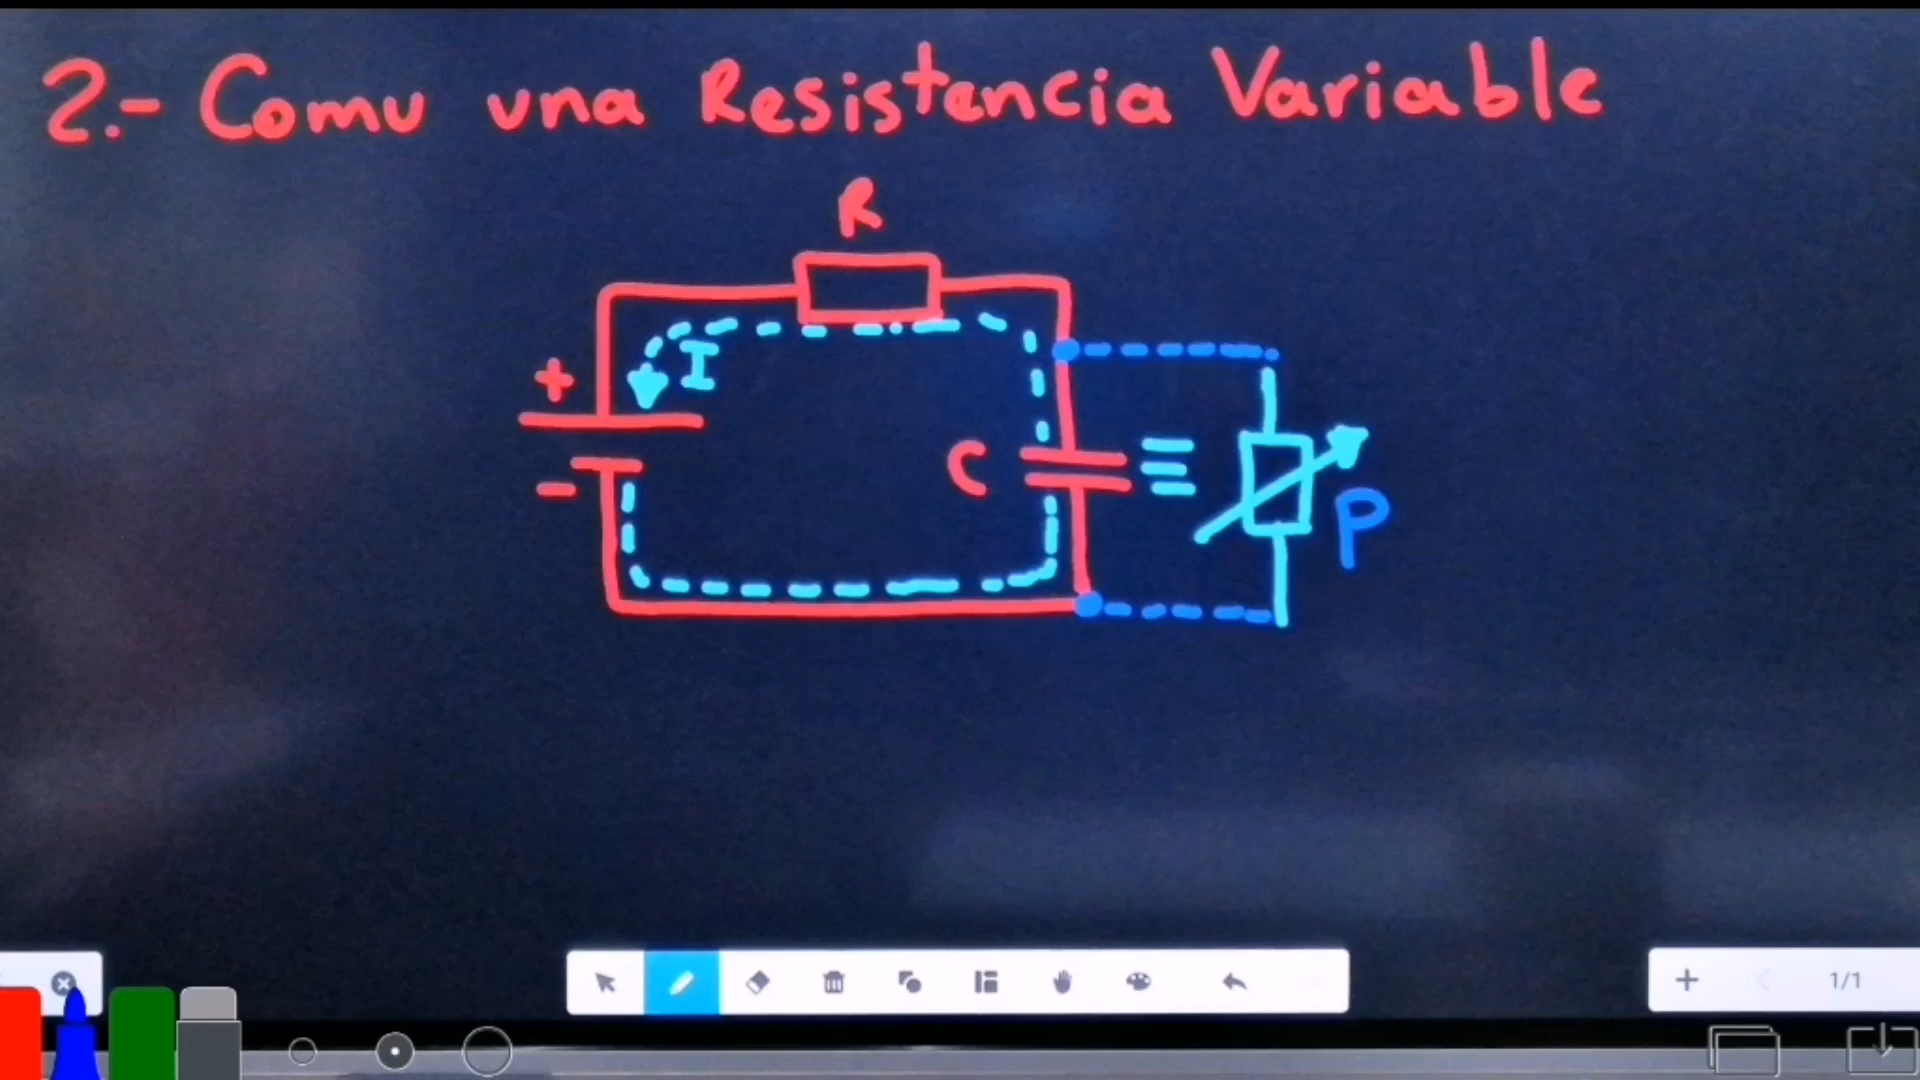 2.- Comu una Resistencia Variable
R
+
I
-
C
P
1/1